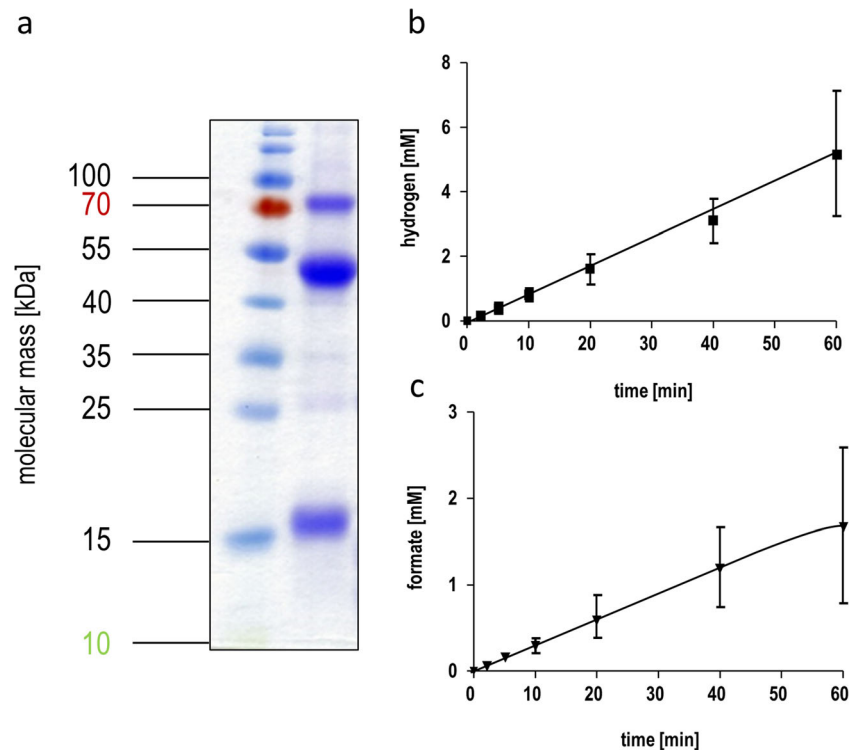 a
molecular mass [kDa]
100
70
55
40
35
25
15
10
b
hydrogen [mM]
8
6
4
2
0
0 10 20 30 40 50 60
time [min]
c
formate [mM]
3
2
1
0
0 10 20 30 40 50 60
time [min]